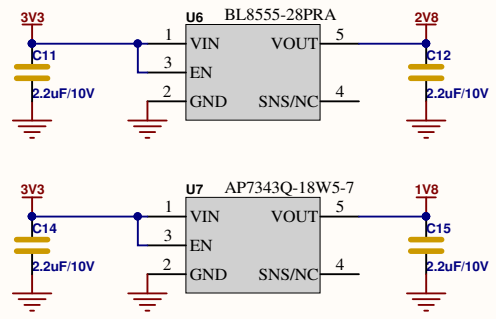 3V3
U6
BL8555-28PRA
2V8
C11
1
VIN
VOUT
5
C12
3
EN
2.2uF/10V
2
GND
SNS/NC
4
2.2uF/10V
3V3
U7
AP7343Q-18W5-7
1V8
C14
1
VIN
VOUT
5
C15
3
EN
2.2uF/10V
2
GND
SNS/NC
4
2.2uF/10V